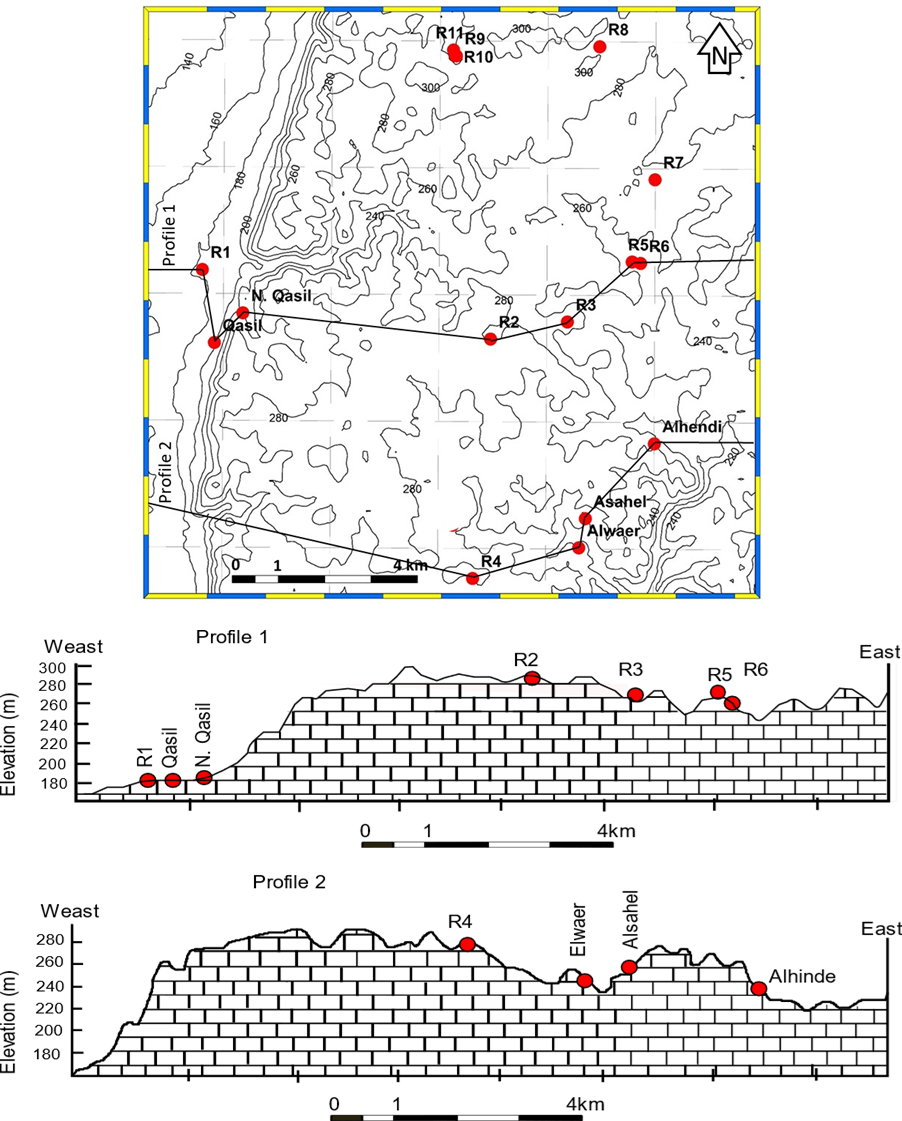 R11
R9
R10
300
R8
N
140
280
300
300
280
280
160
R7
180
260
260
260
200
240
Profile 1
R1
R5
R6
N. Qasil
280
R3
Qasil
R2
240
280
Alhendi
Profile 2
220
280
Asahel
240
240
Alwaer
R4
0 1 4 km
Profile 1
Weast
East
300
280
260
240
220
200
180
Elevation (m)
R1
Qasil
N. Qasil
R2
R3
R5
R6
0 1 4km
Profile 2
Weast
East
280
260
240
220
200
180
Elevation (m)
R4
Elwaer
Alsahel
Alhinde
0 1 4km